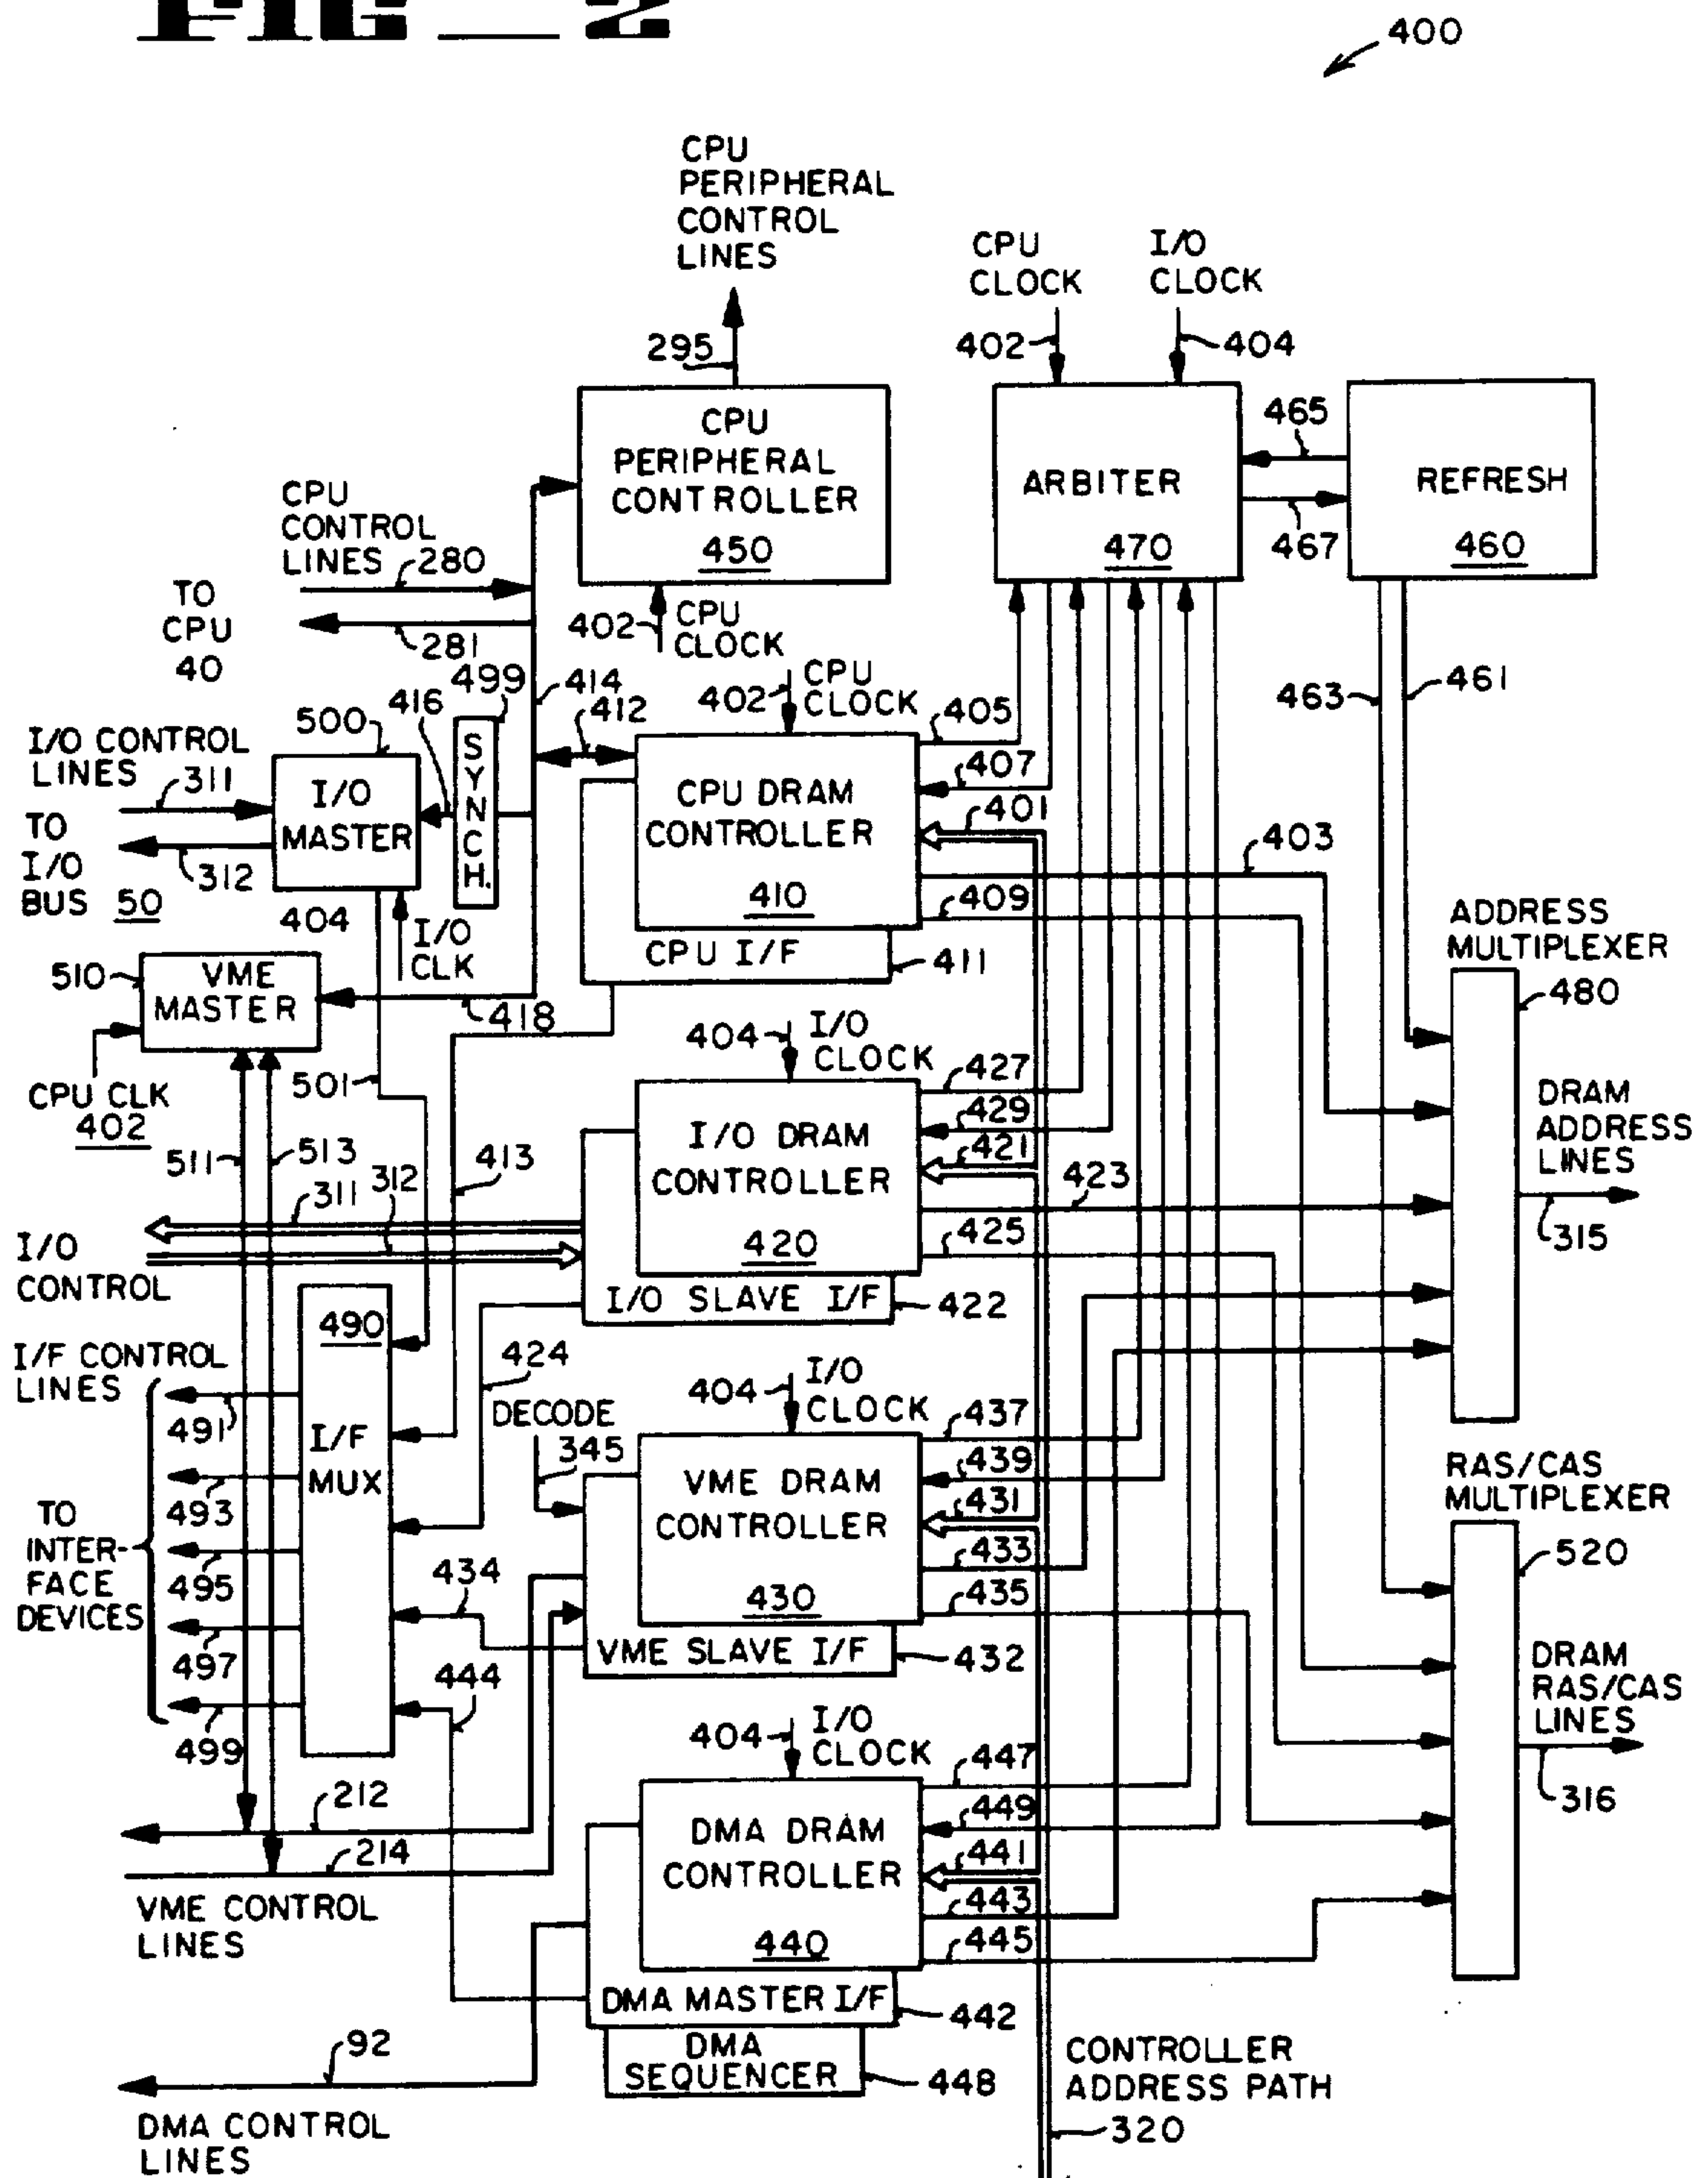 FIG_2
400
CPU
PERIPHERAL
CONTROL
LINES
CPU
CLOCK
I/O
CLOCK
295
402
404
CPU
PERIPHERAL
CONTROLLER
450
ARBITER
470
465
467
REFRESH
460
CPU
CONTROL
LINES
280
TO
CPU
40
281
402
CPU
CLOCK
499
414
416
412
402
CPU
CLOCK
405
463
461
I/O CONTROL
LINES
311
500
I/O
MASTER
SYNCH.
TO
I/O
BUS 50
312
404
I/O
CLK
CPU DRAM
CONTROLLER
410
CPU I/F
411
407
401
403
409
ADDRESS
MULTIPLEXER
480
510
VME
MASTER
418
CPU CLK
402
501
511
513
413
404
I/O
CLOCK
427
429
421
423
425
I/O DRAM
CONTROLLER
420
I/O SLAVE I/F
422
DRAM
ADDRESS
LINES
315
311
312
I/O
CONTROL
490
I/F
MUX
I/F CONTROL
LINES
491
493
495
497
499
TO
INTER-
FACE
DEVICES
424
DECODE
345
404
I/O
CLOCK
437
439
431
433
435
VME DRAM
CONTROLLER
430
VME SLAVE I/F
432
434
444
RAS/CAS
MULTIPLEXER
520
DRAM
RAS/CAS
LINES
316
212
214
VME CONTROL
LINES
404
I/O
CLOCK
447
449
441
443
445
DMA DRAM
CONTROLLER
440
DMA MASTER I/F
442
DMA
SEQUENCER
448
92
DMA CONTROL
LINES
CONTROLLER
ADDRESS PATH
320